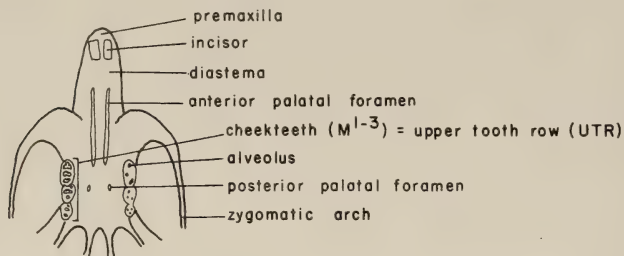 premaxilla
incisor
diastema
anterior palatal foramen
cheekteeth (M1-3) = upper tooth row (UTR)
alveolus
posterior palatal foramen
zygomatic arch